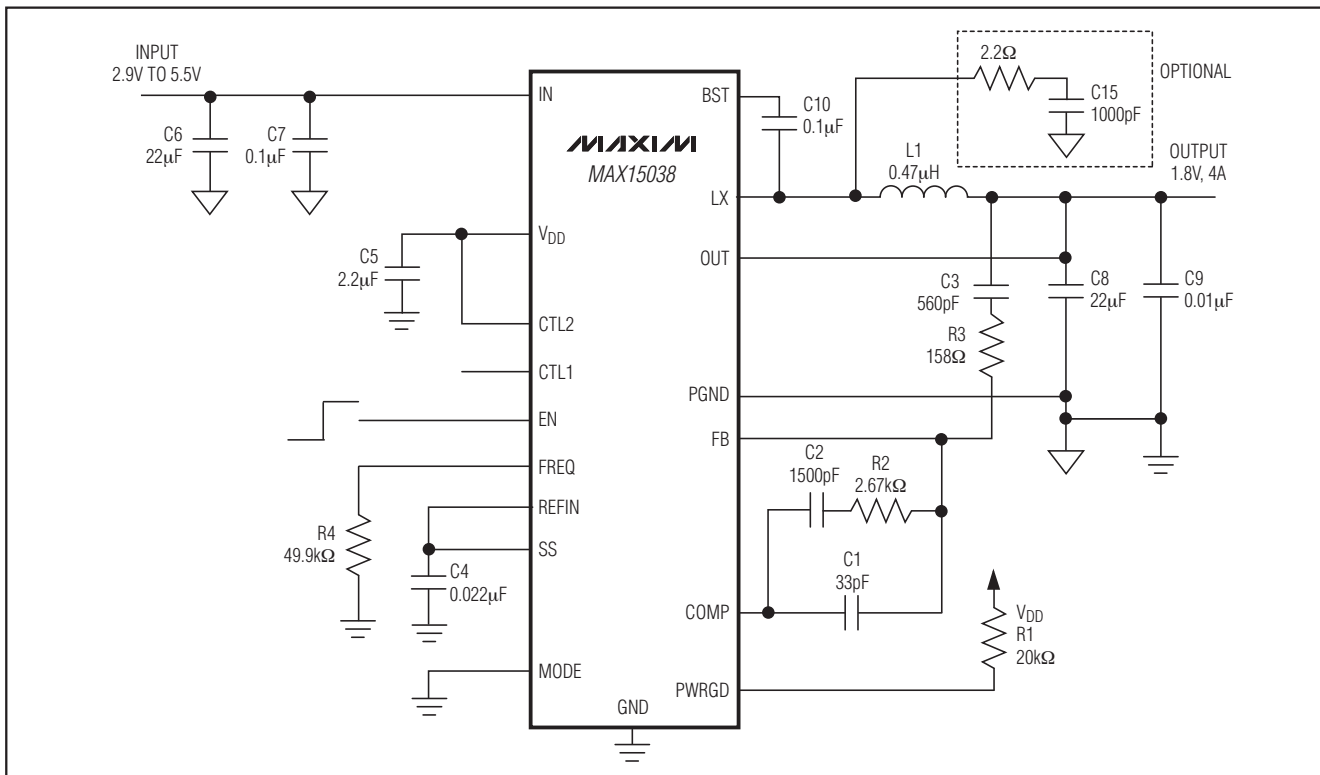 INPUT
2.9V TO 5.5V
C6
22µF
C7
0.1µF
IN
MAXIM
MAX15038
BST
C10
0.1µF
2.2Ω
C15
1000pF
OPTIONAL
L1
0.47µH
OUTPUT
1.8V, 4A
LX
VDD
C5
2.2µF
OUT
C3
560pF
C8
22µF
C9
0.01µF
CTL2
R3
158Ω
CTL1
PGND
EN
FB
FREQ
C2
1500pF
R2
2.67kΩ
REFIN
R4
49.9kΩ
SS
C4
0.022µF
C1
33pF
COMP
VDD
R1
20kΩ
MODE
PWRGD
GND